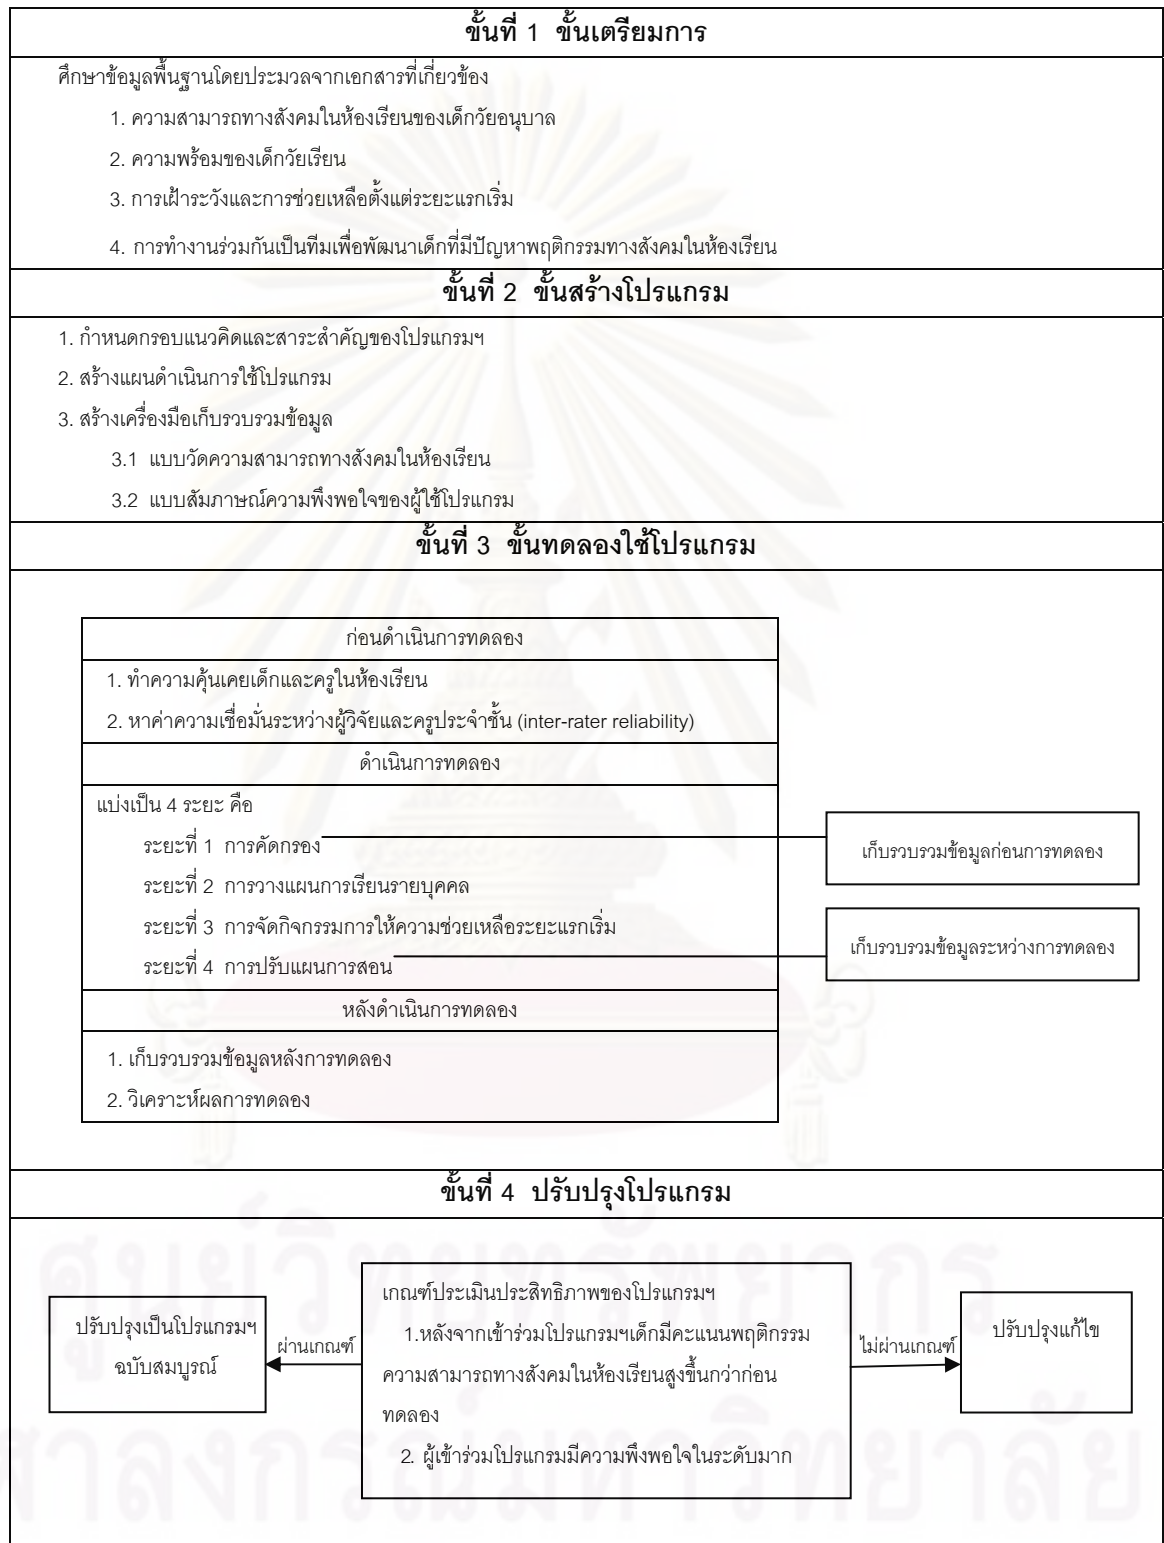 ขั้นที่ 1 ขั้นเตรียมการ
ศึกษาข้อมูลพื้นฐานโดยประมวลจากเอกสารที่เกี่ยวข้อง
1. ความสามารถทางสังคมในห้องเรียนของเด็กวัยอนุบาล
2. ความพร้อมของเด็กวัยเรียน
3. การเฝ้าระวังและการช่วยเหลือตั้งแต่ระยะแรกเริ่ม
4. การทำงานร่วมกันเป็นทีมเพื่อพัฒนาเด็กที่มีปัญหาพฤติกรรมทางสังคมในห้องเรียน
ขั้นที่ 2 ขั้นสร้างโปรแกรม
1. กำหนดกรอบแนวคิดและสาระสำคัญของโปรแกรมฯ
2. สร้างแผนดำเนินการใช้โปรแกรม
3. สร้างเครื่องมือเก็บรวบรวมข้อมูล
3.1 แบบวัดความสามารถทางสังคมในห้องเรียน
3.2 แบบสัมภาษณ์ความพึงพอใจของผู้ใช้โปรแกรม
ขั้นที่ 3 ขั้นทดลองใช้โปรแกรม
ก่อนดำเนินการทดลอง
1. ทำความคุ้นเคยเด็กและครูในห้องเรียน
2. หาค่าความเชื่อมั่นระหว่างผู้วิจัยและครูประจำชั้น (inter-rater reliability)
ดำเนินการทดลอง
แบ่งเป็น 4 ระยะ คือ
ระยะที่ 1 การคัดกรอง
เก็บรวบรวมข้อมูลก่อนการทดลอง
ระยะที่ 2 การวางแผนการเรียนรายบุคคล
ระยะที่ 3 การจัดกิจกรรมการให้ความช่วยเหลือระยะแรกเริ่ม
ระยะที่ 4 การปรับแผนการสอน
เก็บรวบรวมข้อมูลระหว่างการทดลอง
หลังดำเนินการทดลอง
1. เก็บรวบรวมข้อมูลหลังการทดลอง
2. วิเคราะห์ผลการทดลอง
ขั้นที่ 4 ปรับปรุงโปรแกรม
ปรับปรุงเป็นโปรแกรมฯ
ฉบับสมบูรณ์
ผ่านเกณฑ์
เกณฑ์ประเมินประสิทธิภาพของโปรแกรมฯ
1.หลังจากเข้าร่วมโปรแกรมฯเด็กมีคะแนนพฤติกรรม
ความสามารถทางสังคมในห้องเรียนสูงขึ้นกว่าก่อน
ทดลอง
2. ผู้เข้าร่วมโปรแกรมมีความพึงพอใจในระดับมาก
ไม่ผ่านเกณฑ์
ปรับปรุงแก้ไข
ศูนย์วิทยทรัพยากร
ฬาลงกรณ์มหาวิทยาลัย